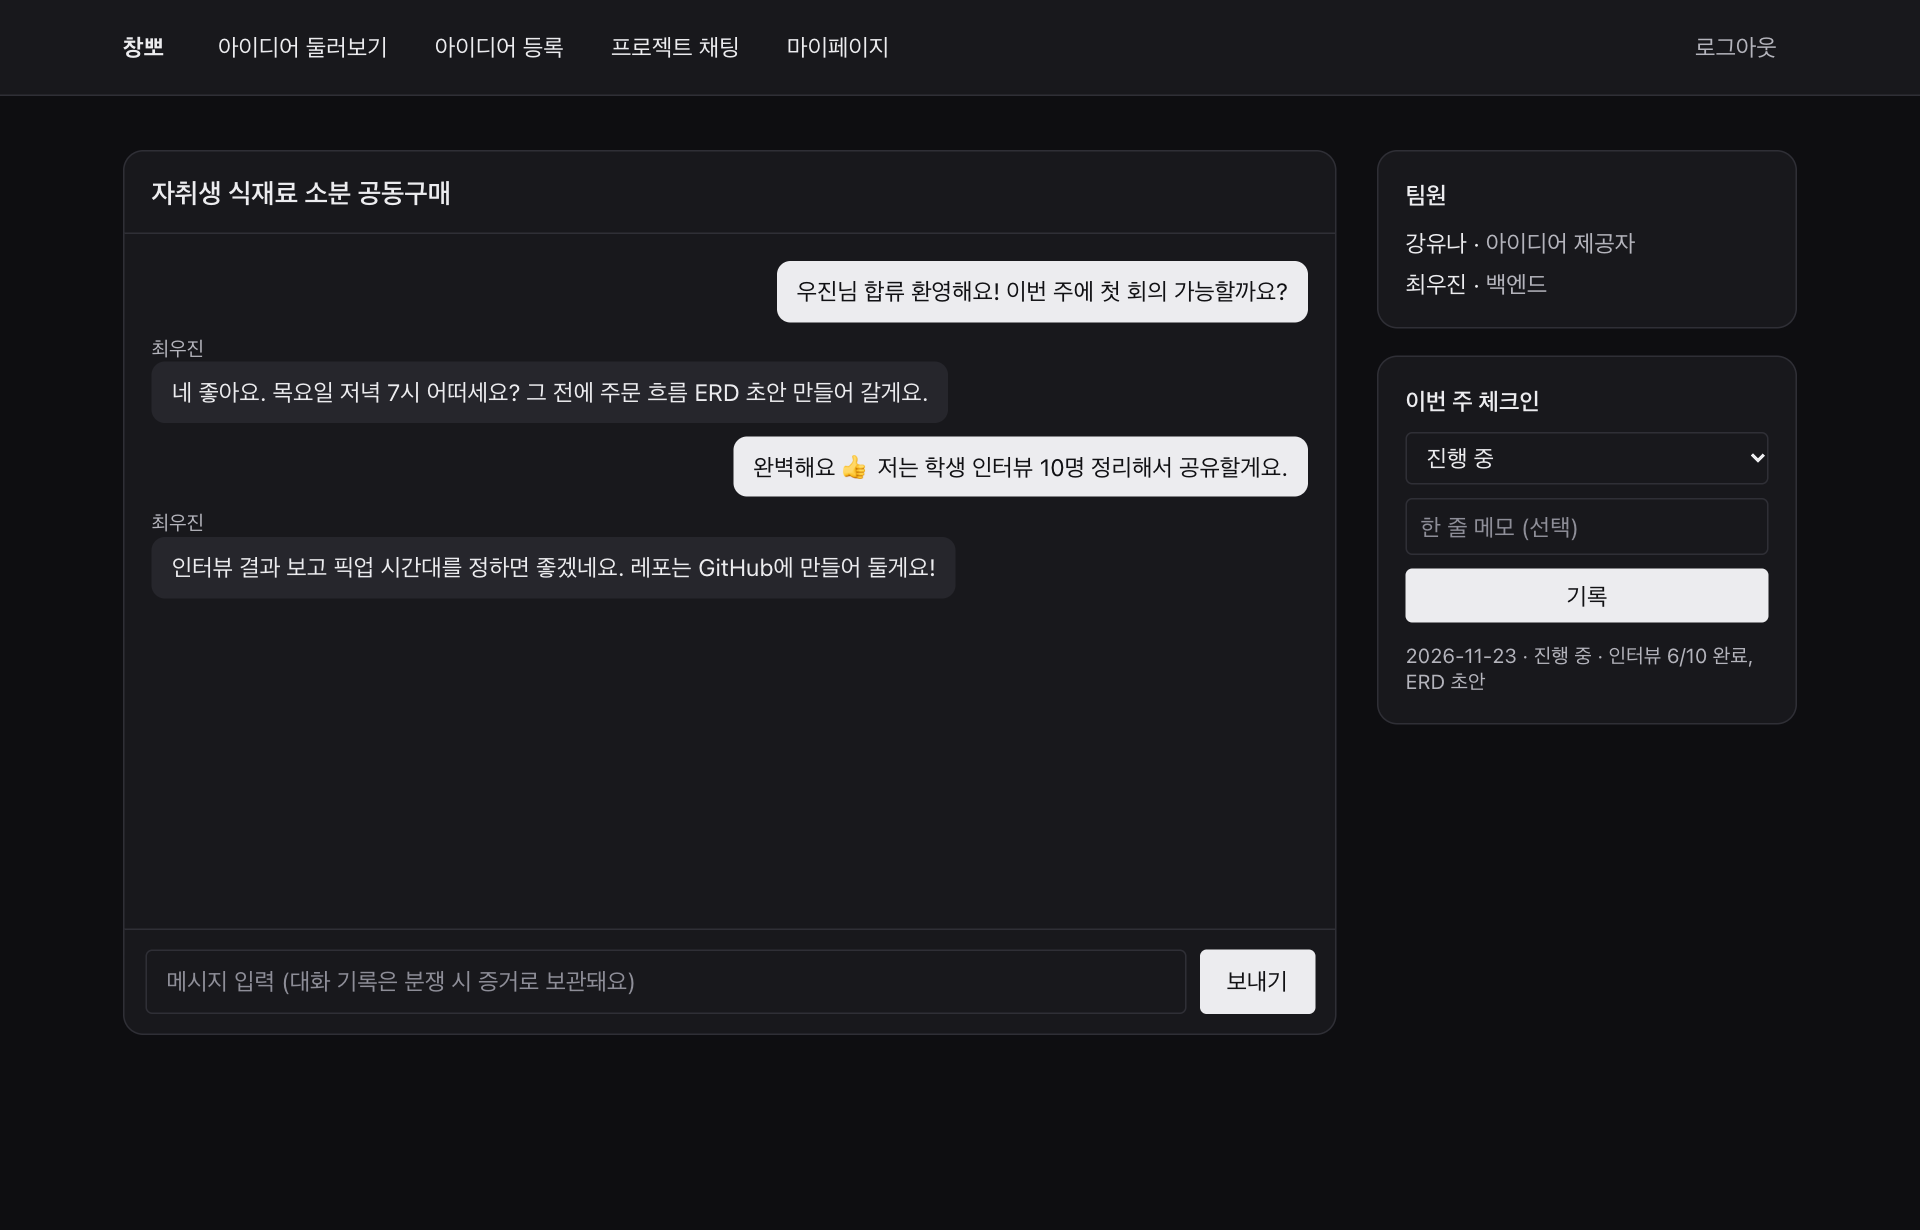 창뽀
아이디어 둘러보기
아이디어 등록
프로젝트 채팅
마이페이지
로그아웃
자취생 식재료 소분 공동구매
우진님 합류 환영해요! 이번 주에 첫 회의 가능할까요?
최우진
네 좋아요. 목요일 저녁 7시 어떠세요? 그 전에 주문 흐름 ERD 초안 만들어 갈게요.
완벽해요 👍 저는 학생 인터뷰 10명 정리해서 공유할게요.
최우진
인터뷰 결과 보고 픽업 시간대를 정하면 좋겠네요. 레포는 GitHub에 만들어 둘게요!
메시지 입력 (대화 기록은 분쟁 시 증거로 보관돼요)
보내기
팀원
강유나 · 아이디어 제공자
최우진 · 백엔드
이번 주 체크인
진행 중
한 줄 메모 (선택)
기록
2026-11-23 · 진행 중 · 인터뷰 6/10 완료,
ERD 초안